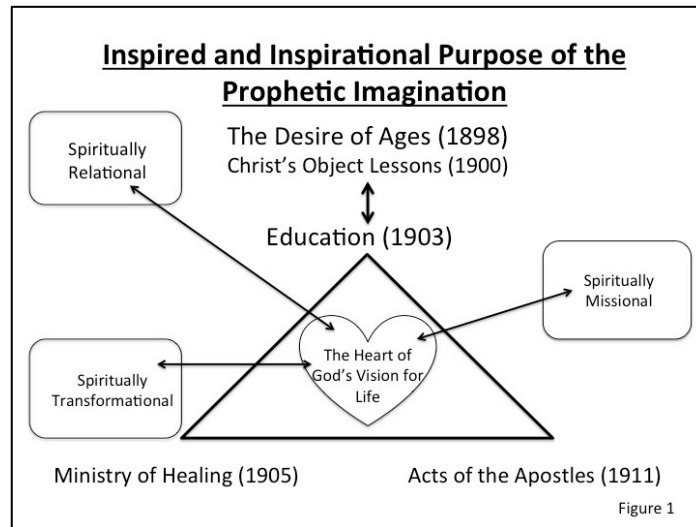 Inspired and Inspirational Purpose of the
Prophetic Imagination
The Desire of Ages (1898)
Christ's Object Lessons (1900)
Spiritually
Relational
Education (1903)
Spiritually
Missional
The Heart of
God's Vision for
Life
Spiritually
Transformational
Ministry of Healing (1905)
Acts of the Apostles (1911)
Figure 1